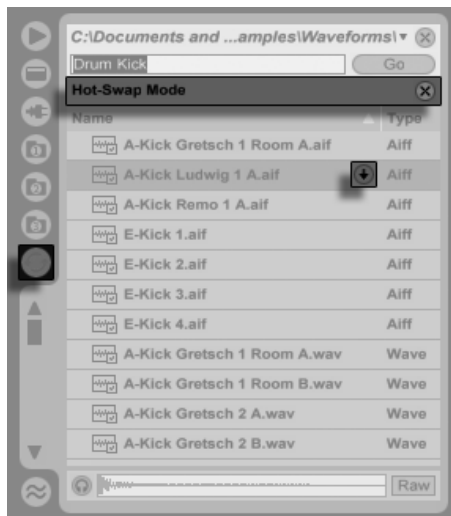 C:\Documents and ...amples\Waveforms\
Drum Kick Go
Hot-Swap Mode
Name Type
A-Kick Gretsch 1 Room A.aif Aiff
A-Kick Ludwig 1 A.aif Aiff
A-Kick Remo 1 A.aif Aiff
E-Kick 1.aif Aiff
E-Kick 2.aif Aiff
E-Kick 3.aif Aiff
E-Kick 4.aif Aiff
A-Kick Gretsch 1 Room A.wav Wave
A-Kick Gretsch 1 Room B.wav Wave
A-Kick Gretsch 2 A.wav Wave
A-Kick Gretsch 2 B.wav Wave
Raw
1
2
3